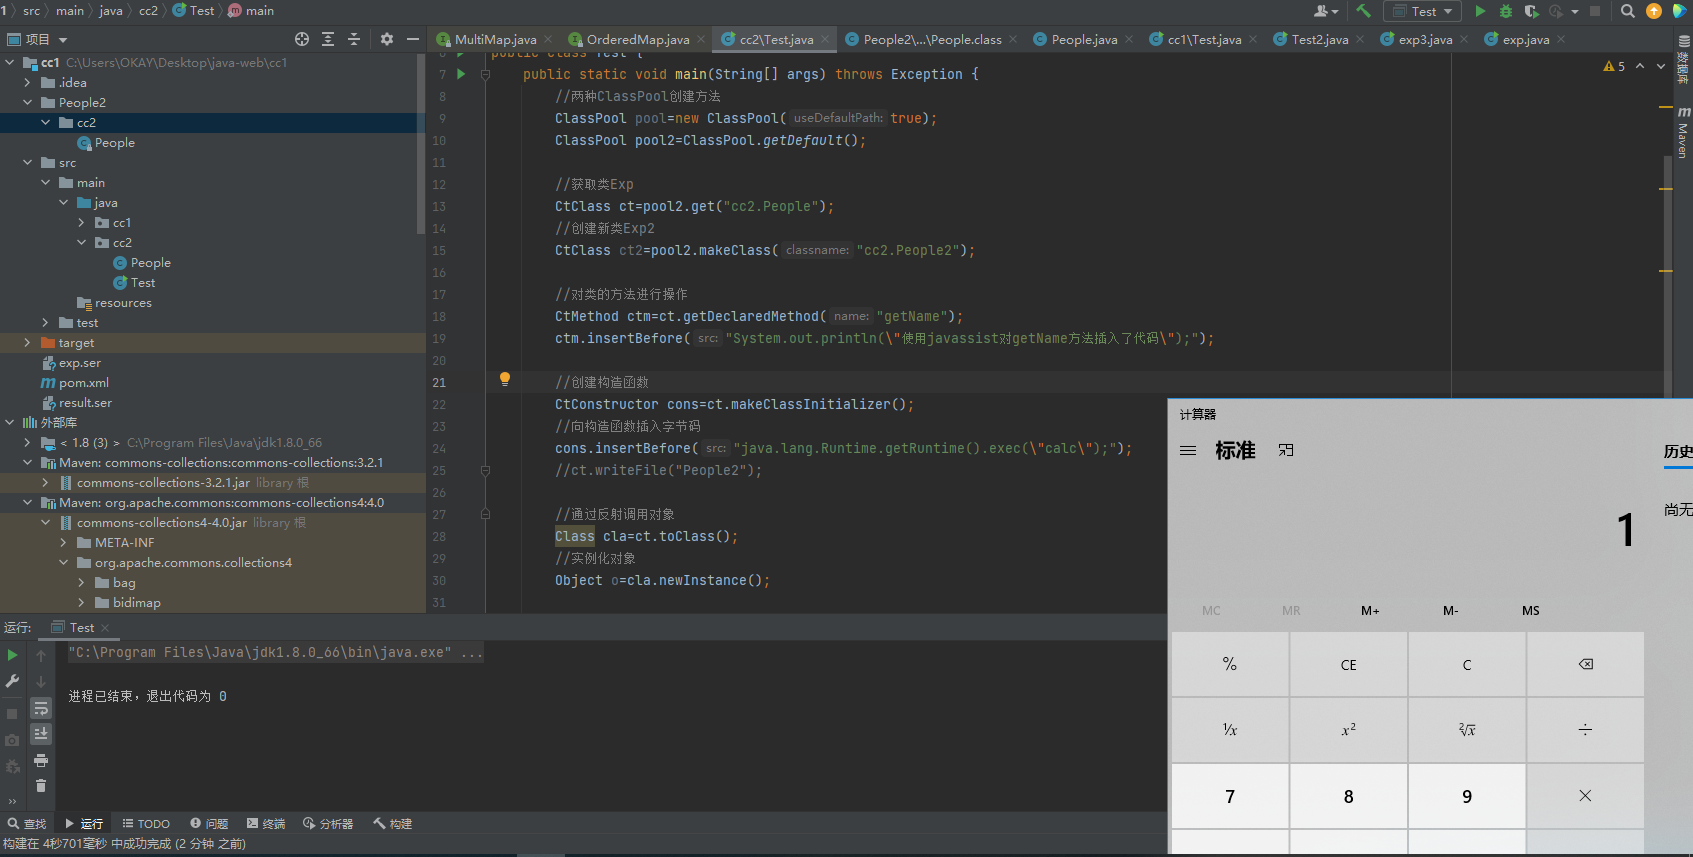 1 src main java cc2 Test main
Test
项目
MultiMap.java OrderedMap.java cc2\Test.java People2\...\People.class People.java cc1\Test.java Test2.java exp3.java exp.java
cc1 C:\Users\OKAY\Desktop\java-web\cc1
.idea
People2
cc2
People
src
main
java
cc1
cc2
People
Test
resources
test
target
exp.ser
pom.xml
result.ser
外部库
< 1.8 (3) > C:\Program Files\Java\jdk1.8.0_66
Maven: commons-collections:commons-collections:3.2.1
commons-collections-3.2.1.jar library 根
Maven: org.apache.commons:commons-collections4:4.0
commons-collections4-4.0.jar library 根
META-INF
org.apache.commons.collections4
bag
bidimap
6 public class Test {
7 public static void main(String[] args) throws Exception {
8 //两种ClassPool创建方法
9 ClassPool pool=new ClassPool( useDefaultPath: true);
10 ClassPool pool2=ClassPool.getDefault();
11
12 //获取类Exp
13 CtClass ct=pool2.get("cc2.People");
14 //创建新类Exp2
15 CtClass ct2=pool2.makeClass( classname: "cc2.People2");
16
17 //对类的方法进行操作
18 CtMethod ctm=ct.getDeclaredMethod( name: "getName");
19 ctm.insertBefore( src: "System.out.println(\"使用javassist对getName方法插入了代码\");");
20
21 //创建构造函数
22 CtConstructor cons=ct.makeClassInitializer();
23 //向构造函数插入字节码
24 cons.insertBefore( src: "java.lang.Runtime.getRuntime().exec(\"calc\");");
25 //ct.writeFile("People2");
26
27 //通过反射调用对象
28 Class cla=ct.toClass();
29 //实例化对象
30 Object o=cla.newInstance();
31
5
数据库
m Maven
计算器
标准
历史
尚无
1
MC MR M+ M- MS
% CE C
⅟x x² ²√x ÷
7 8 9 ×
运行: Test
"C:\Program Files\Java\jdk1.8.0_66\bin\java.exe" ...
进程已结束，退出代码为 0
查找 运行 TODO 问题 终端 分析器 构建
构建在 4秒701毫秒 中成功完成 (2 分钟 之前)